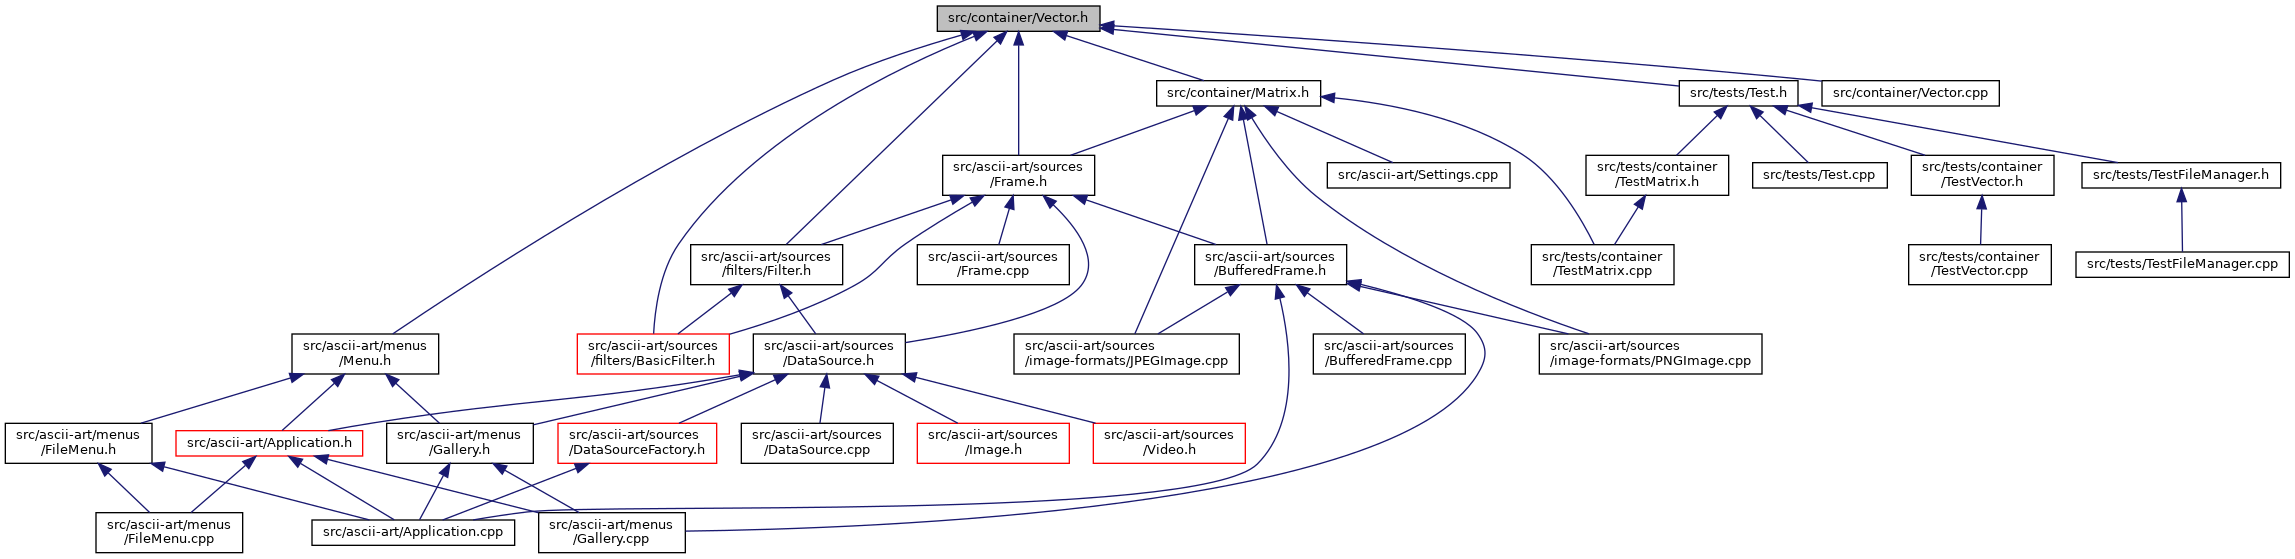 src/container/Vector.h
src/container/Matrix.h
src/tests/Test.h
src/container/Vector.cpp
src/ascii-art/sources
/Frame.h
src/ascii-art/Settings.cpp
src/tests/container
/TestMatrix.h
src/tests/Test.cpp
src/tests/container
/TestVector.h
src/tests/TestFileManager.h
src/ascii-art/sources
/filters/Filter.h
src/ascii-art/sources
/Frame.cpp
src/ascii-art/sources
/BufferedFrame.h
src/tests/container
/TestMatrix.cpp
src/tests/container
/TestVector.cpp
src/tests/TestFileManager.cpp
src/ascii-art/menus
/Menu.h
src/ascii-art/sources
/filters/BasicFilter.h
src/ascii-art/sources
/DataSource.h
src/ascii-art/sources
/image-formats/JPEGImage.cpp
src/ascii-art/sources
/BufferedFrame.cpp
src/ascii-art/sources
/image-formats/PNGImage.cpp
src/ascii-art/menus
/FileMenu.h
src/ascii-art/Application.h
src/ascii-art/menus
/Gallery.h
src/ascii-art/sources
/DataSourceFactory.h
src/ascii-art/sources
/DataSource.cpp
src/ascii-art/sources
/Image.h
src/ascii-art/sources
/Video.h
src/ascii-art/menus
/FileMenu.cpp
src/ascii-art/Application.cpp
src/ascii-art/menus
/Gallery.cpp